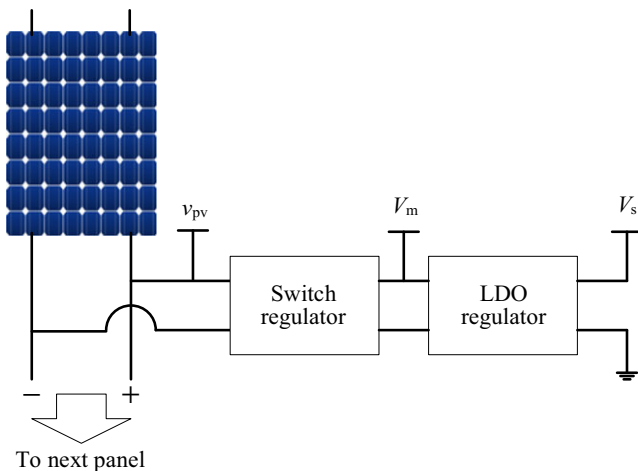 v_pv
V_m
V_s
Switch
regulator
LDO
regulator
− +
To next panel